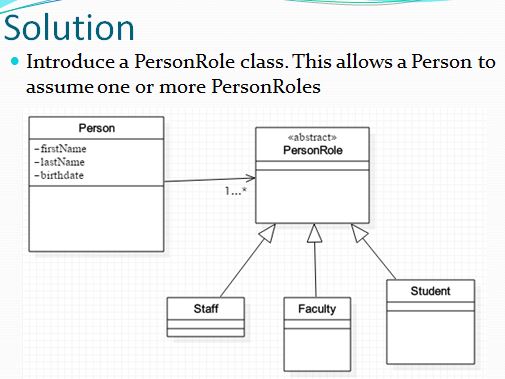 Solution
Introduce a PersonRole class. This allows a Person to
assume one or more PersonRoles
Person
-firstName
-lastName
-birthdate
1...*
«abstract»
PersonRole
Staff
Faculty
Student